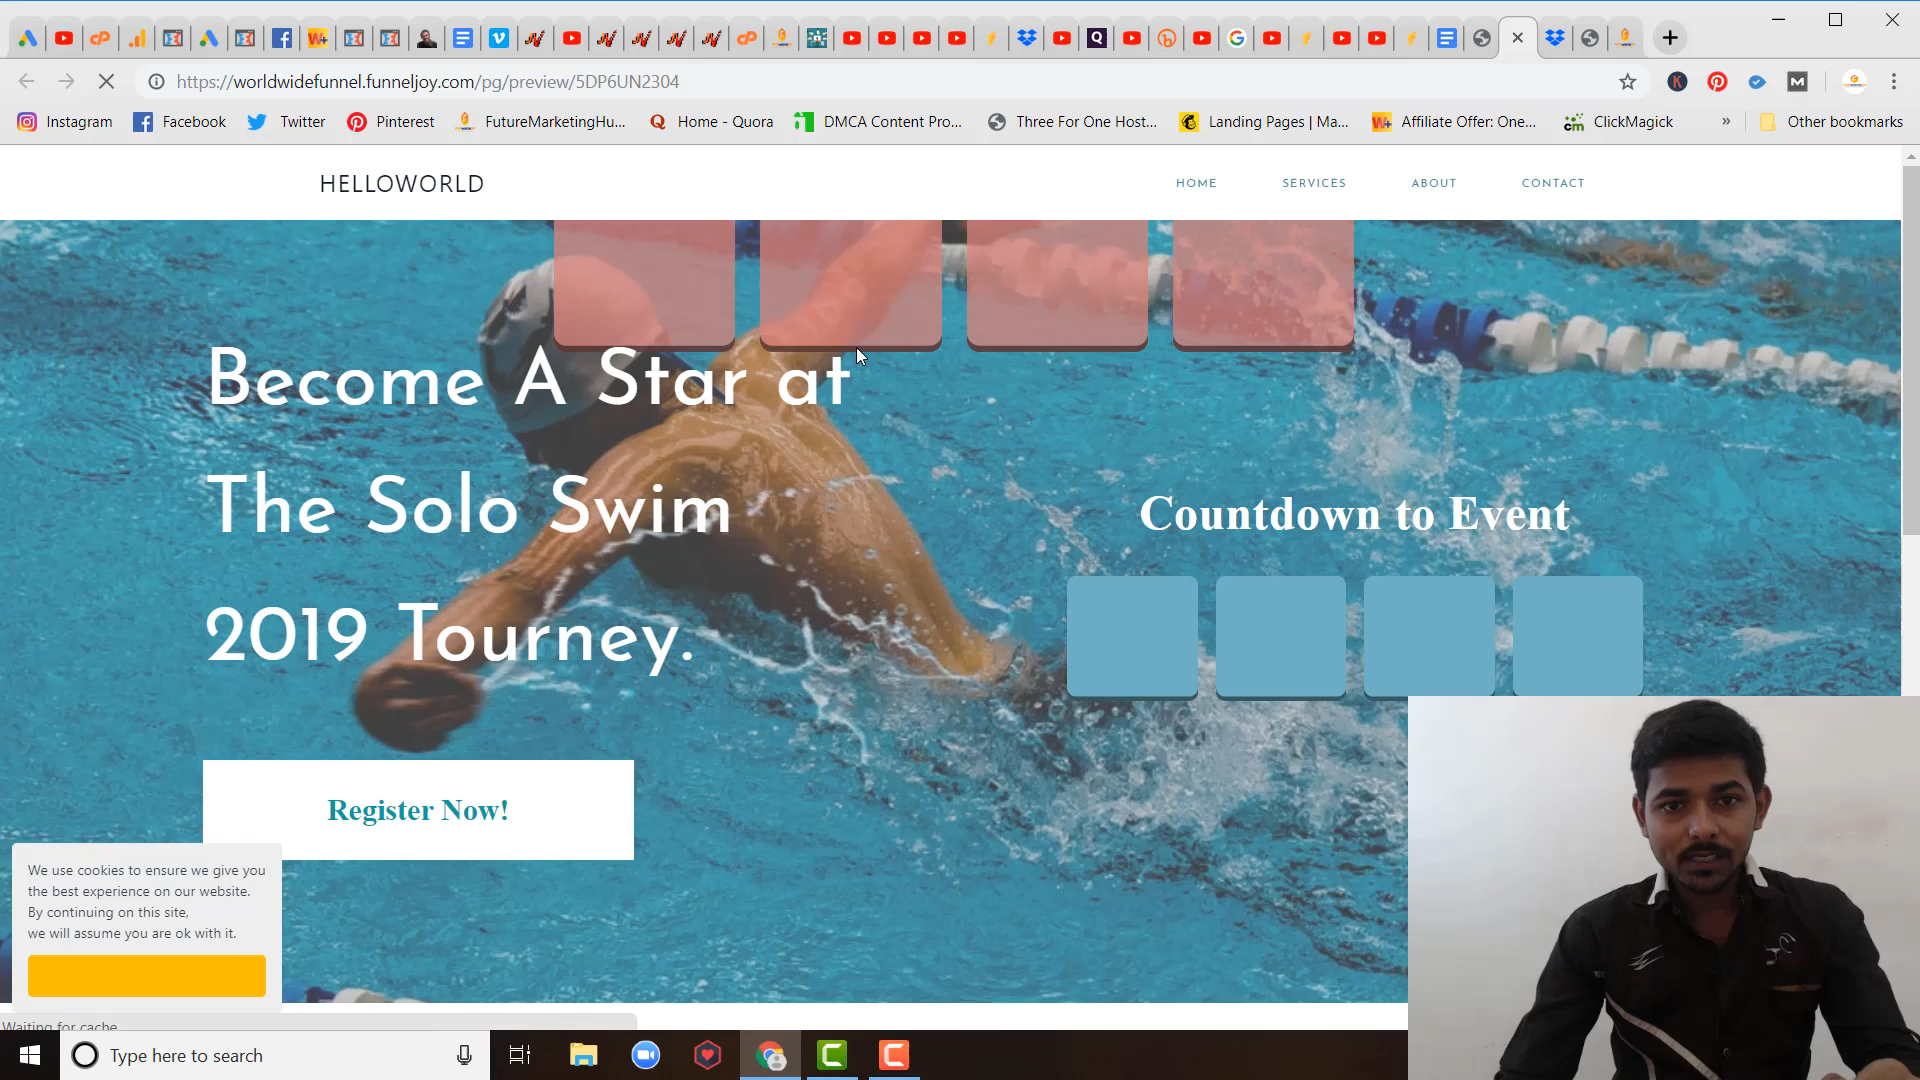 https://worldwidefunnel.funneljoy.com/pg/preview/5DP6UN2304
Instagram
Facebook
Twitter
Pinterest
FutureMarketingHu...
Home - Quora
DMCA Content Pro...
Three For One Host...
Landing Pages | Ma...
Affiliate Offer: One...
ClickMagick
»
Other bookmarks
HELLOWORLD
HOME
SERVICES
ABOUT
CONTACT
Become A Star at
The Solo Swim
2019 Tourney.
Countdown to Event
Register Now!
We use cookies to ensure we give you
the best experience on our website.
By continuing on this site,
we will assume you are ok with it.
Waiting for cache
Type here to search